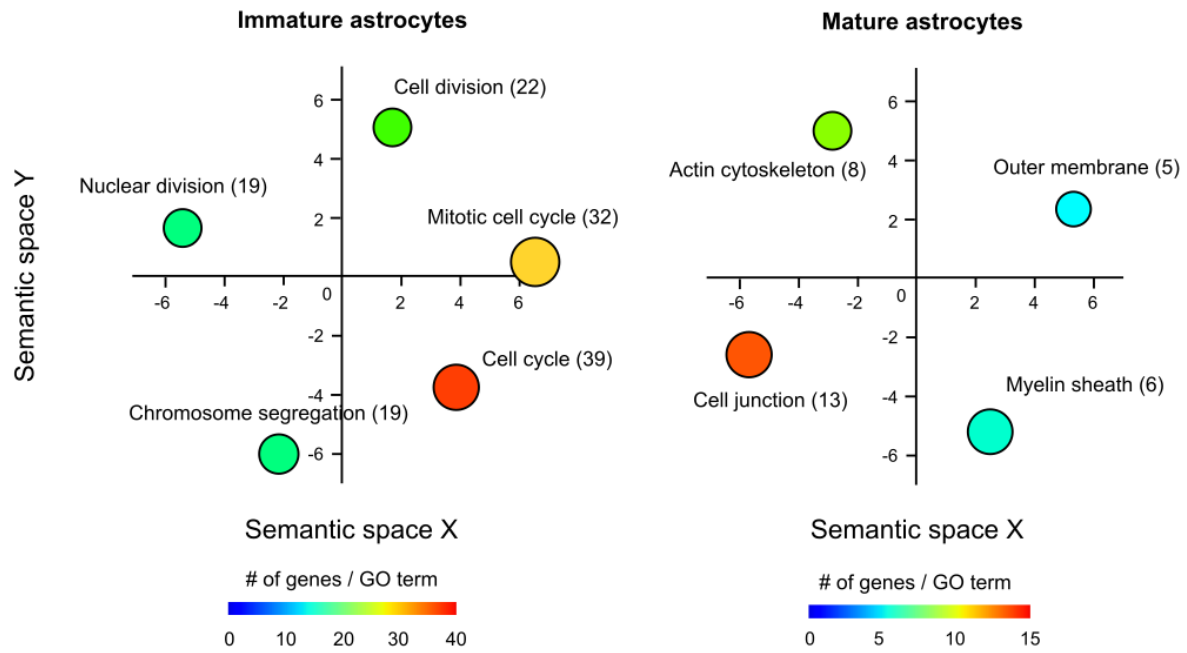 Immature astrocytes
Semantic space Y
6
4
2
0
-2
-4
-6
-6
-4
-2
2
4
6
Cell division (22)
Nuclear division (19)
Mitotic cell cycle (32)
Cell cycle (39)
Chromosome segregation (19)
Semantic space X
# of genes / GO term
0 10 20 30 40
Mature astrocytes
6
4
2
0
-2
-4
-6
-6
-4
-2
2
4
6
Actin cytoskeleton (8)
Outer membrane (5)
Cell junction (13)
Myelin sheath (6)
Semantic space X
# of genes / GO term
0 5 10 15